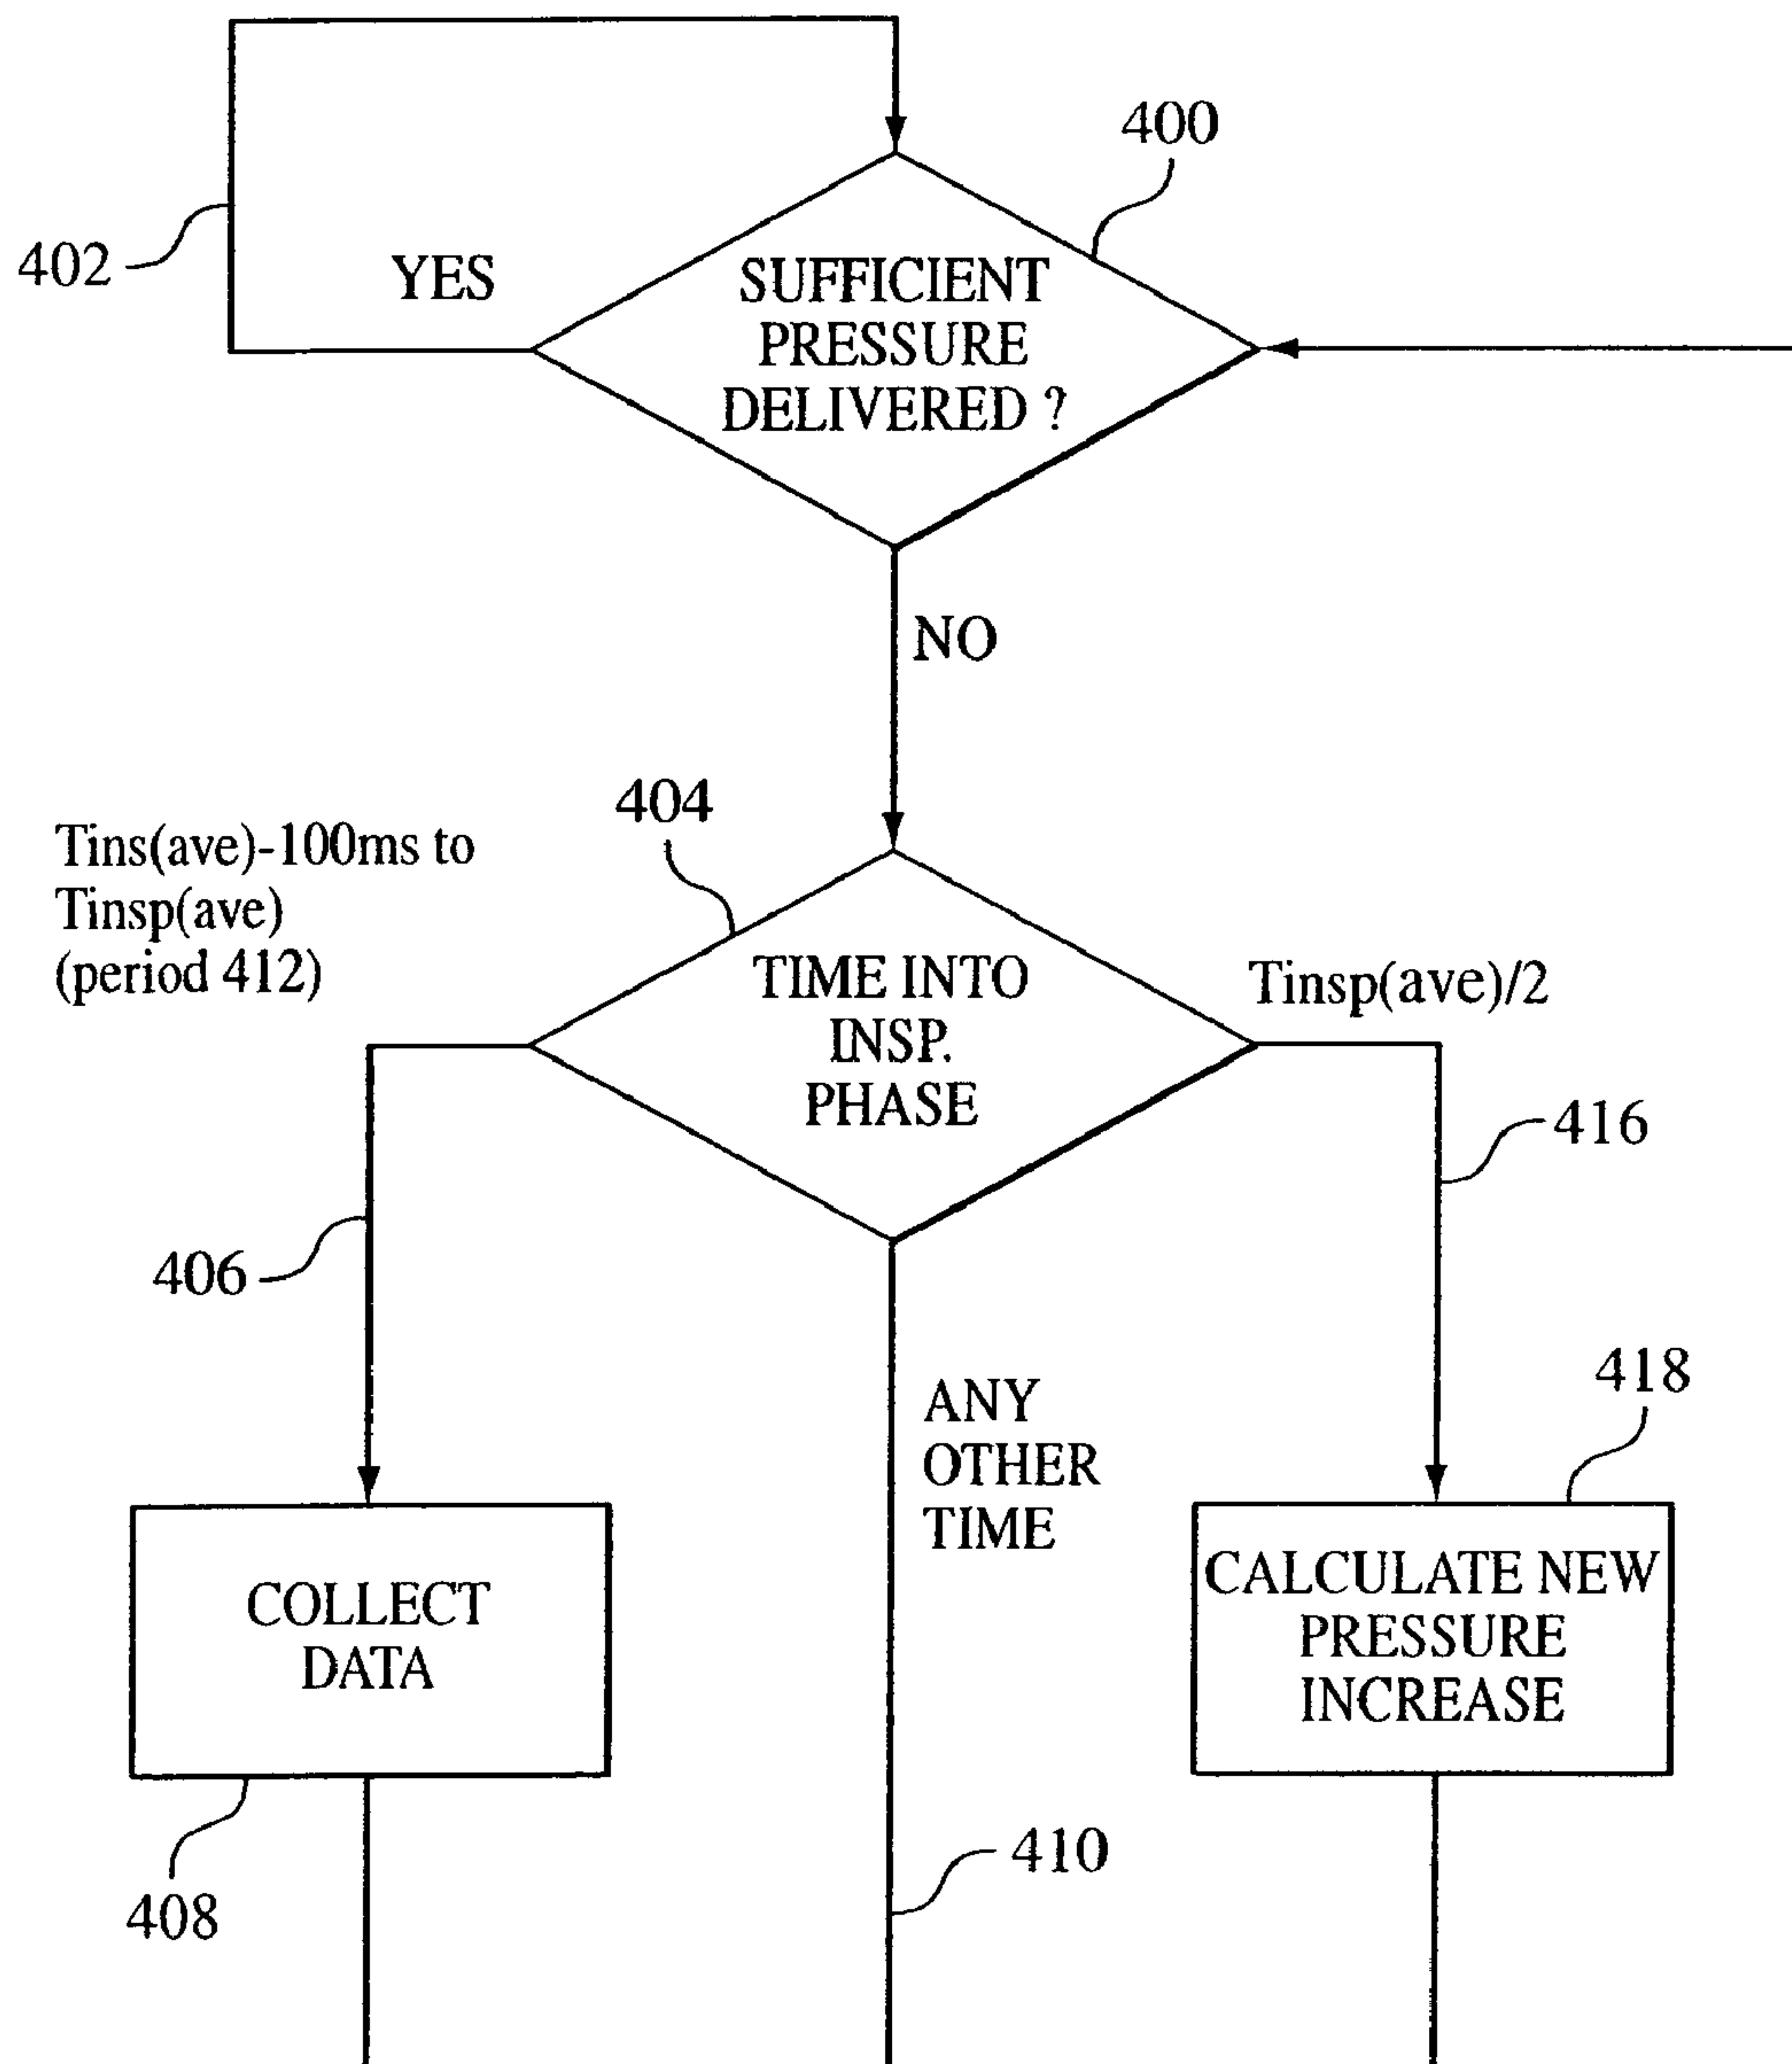 400
402
YES
SUFFICIENT
PRESSURE
DELIVERED ?
NO
404
Tins(ave)-100ms to
Tinsp(ave)
(period 412)
TIME INTO
INSP.
PHASE
Tinsp(ave)/2
416
406
418
ANY
OTHER
TIME
COLLECT
DATA
CALCULATE NEW
PRESSURE
INCREASE
410
408